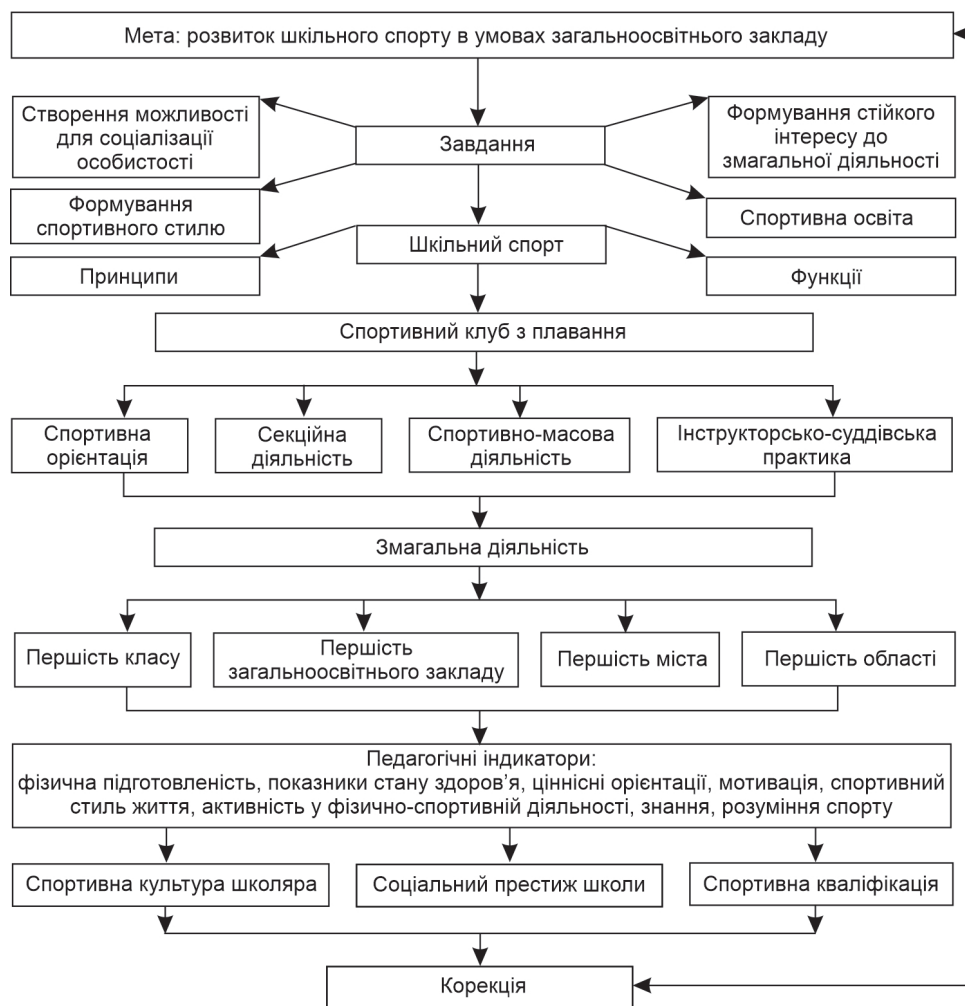 Мета: розвиток шкільного спорту в умовах загальноосвітнього закладу
Створення можливості
для соціалізації
особистості
Завдання
Формування стійкого
інтересу до
змагальної діяльності
Формування
спортивного стилю
Спортивна освіта
Шкільний спорт
Принципи
Функції
Спортивний клуб з плавання
Спортивна
орієнтація
Секційна
діяльність
Спортивно-масова
діяльність
Інструкторсько-суддівська
практика
Змагальна діяльність
Першість класу
Першість
загальноосвітнього закладу
Першість міста
Першість області
Педагогічні індикатори:
фізична підготовленість, показники стану здоров’я, ціннісні орієнтації, мотивація, спортивний
стиль життя, активність у фізично-спортивній діяльності, знання, розуміння спорту
Спортивна культура школяра
Соціальний престиж школи
Спортивна кваліфікація
Корекція